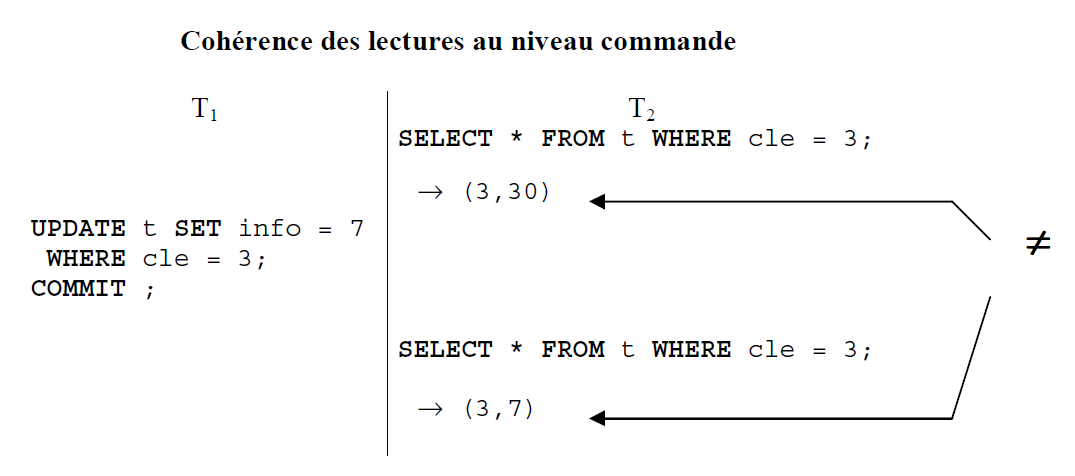 Cohérence des lectures au niveau commande
T₁
T₂
SELECT * FROM t WHERE cle = 3;
→ (3,30)
UPDATE t SET info = 7
WHERE cle = 3;
COMMIT ;
≠
SELECT * FROM t WHERE cle = 3;
→ (3,7)